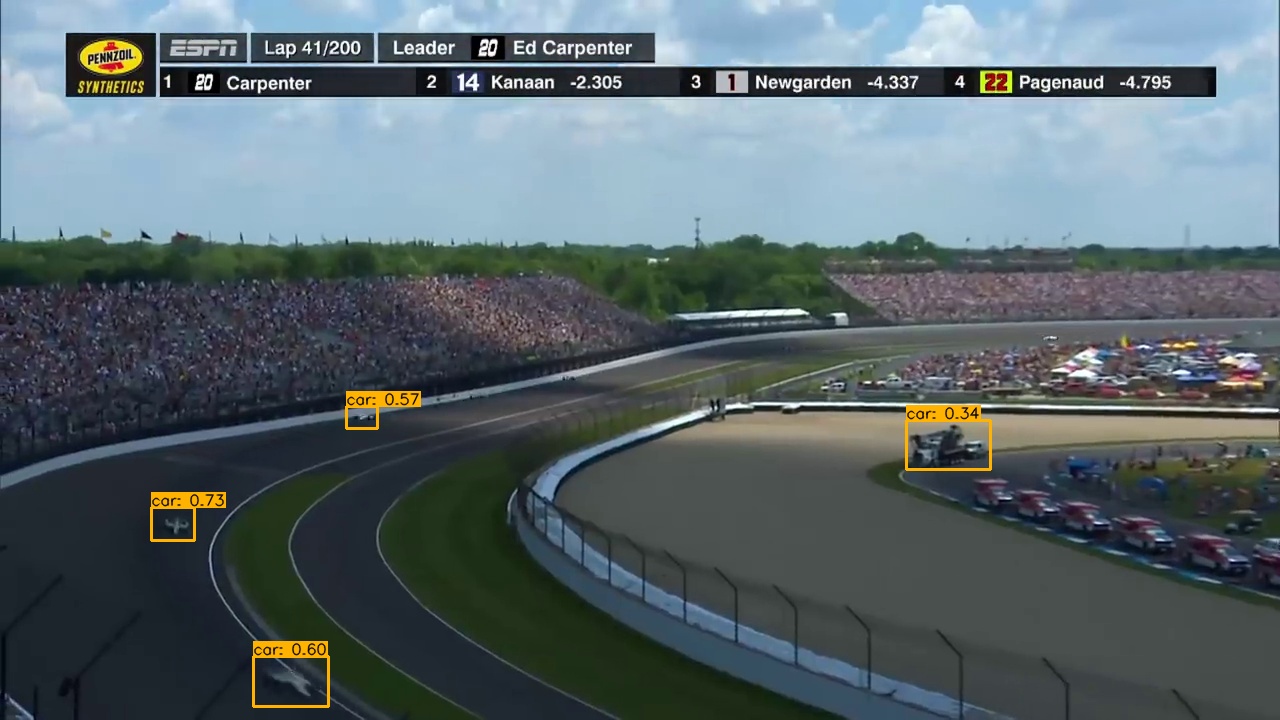 PENNZOIL
SYNTHETICS
ESPN Lap 41/200 Leader 20 Ed Carpenter
1 20 Carpenter 2 14 Kanaan -2.305 3 1 Newgarden -4.337 4 22 Pagenaud -4.795
car: 0.57
car: 0.34
car: 0.73
car: 0.60